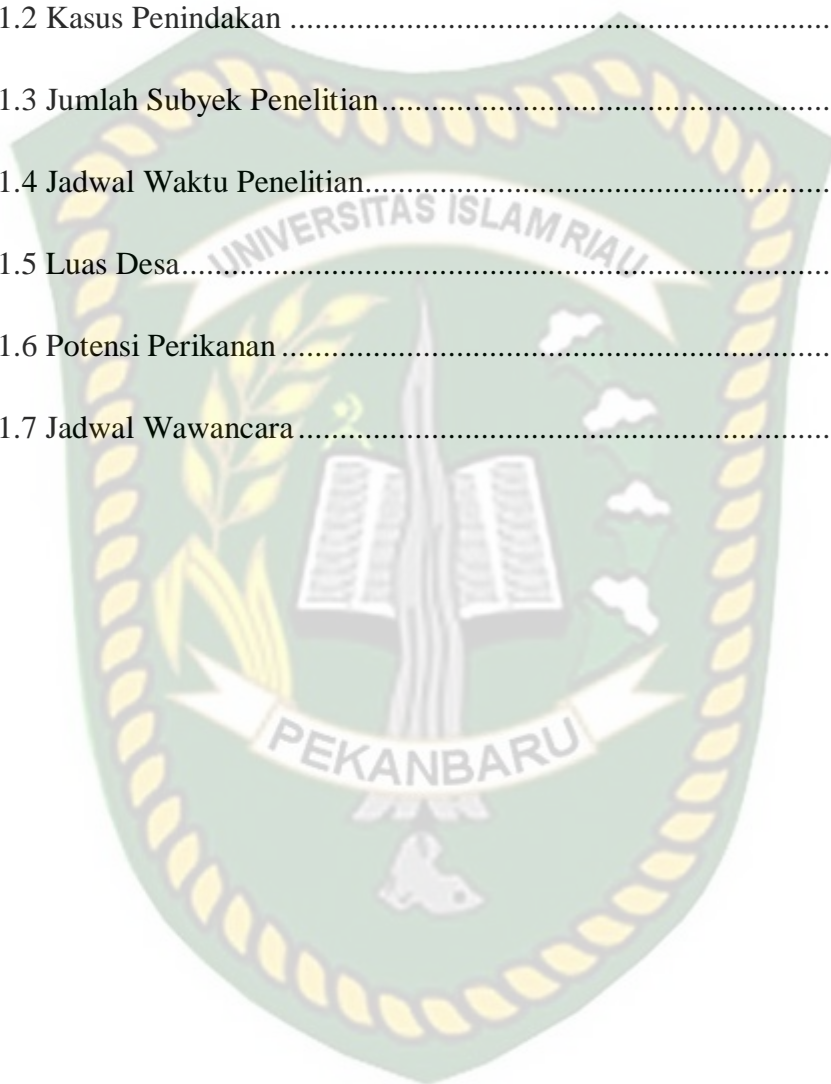 1.2 Kasus Penindakan ..................................................................
1.3 Jumlah Subyek Penelitian.......................................................
1.4 Jadwal Waktu Penelitian.........................................................
UNIVERSITAS ISLAM RIAU
1.5 Luas Desa................................................................................
1.6 Potensi Perikanan ....................................................................
1.7 Jadwal Wawancara..................................................................
PEKANBARU